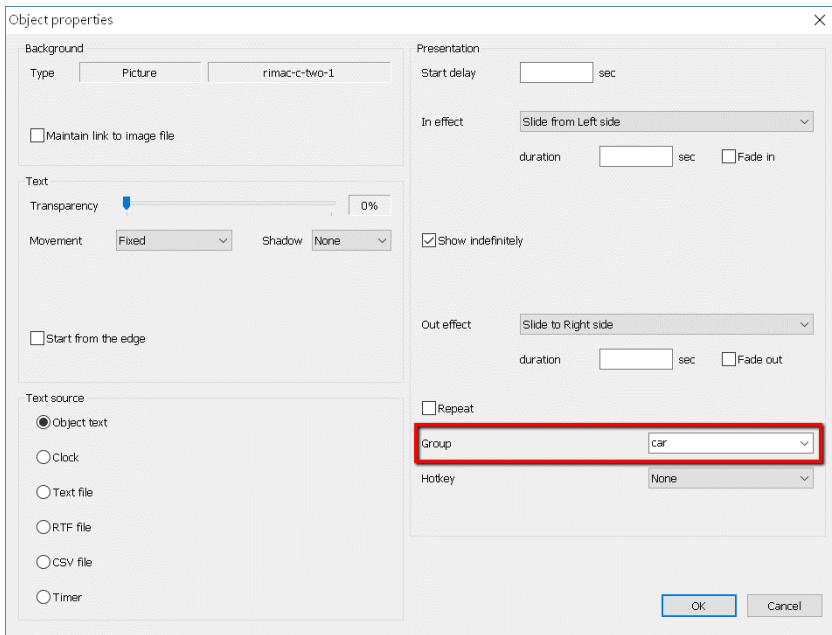 Object properties
Background
Type Picture rimac-c-two-1
Maintain link to image file
Text
Transparency 0%
Movement Fixed Shadow None
Start from the edge
Text source
Object text
Clock
Text file
RTF file
CSV file
Timer
Presentation
Start delay sec
In effect Slide from Left side
duration sec Fade in
Show indefinitely
Out effect Slide to Right side
duration sec Fade out
Repeat
Group car
Hotkey None
OK Cancel